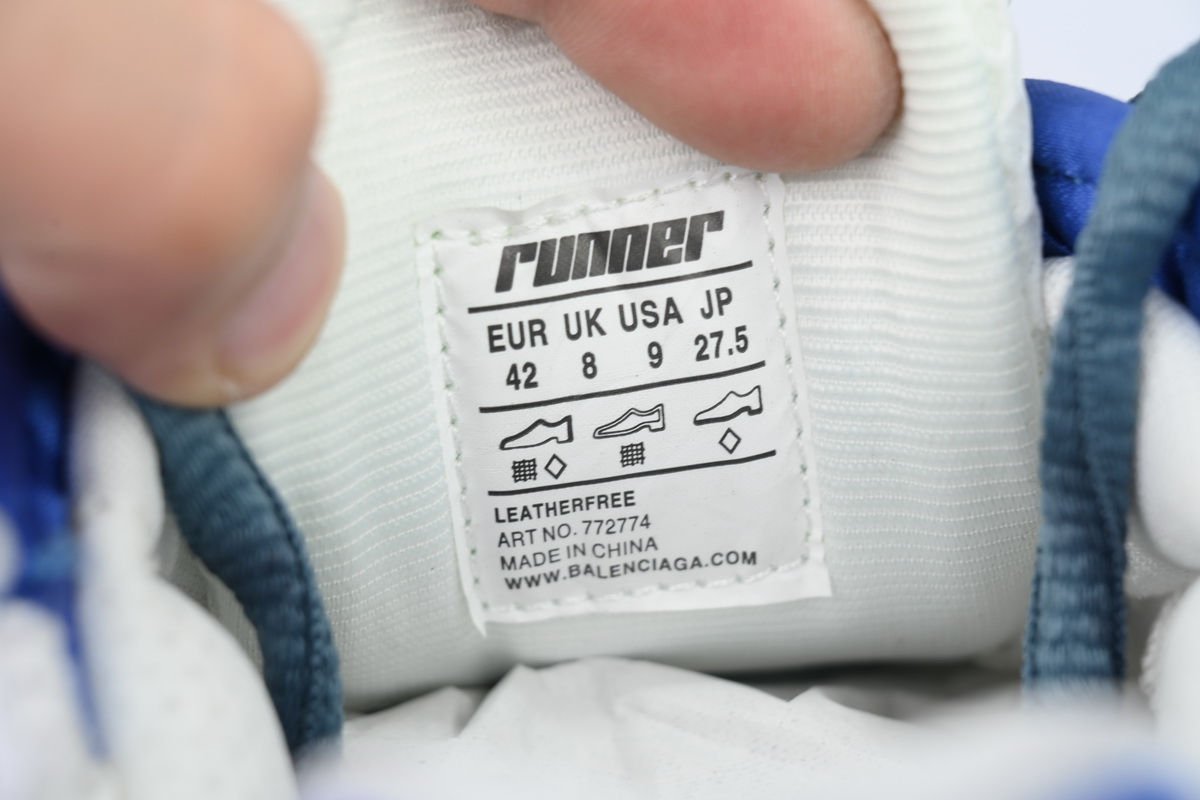 runner
EUR UK USA JP
42 8 9 27.5
LEATHERFREE
ART NO. 772774
MADE IN CHINA
WWW.BALENCIAGA.COM